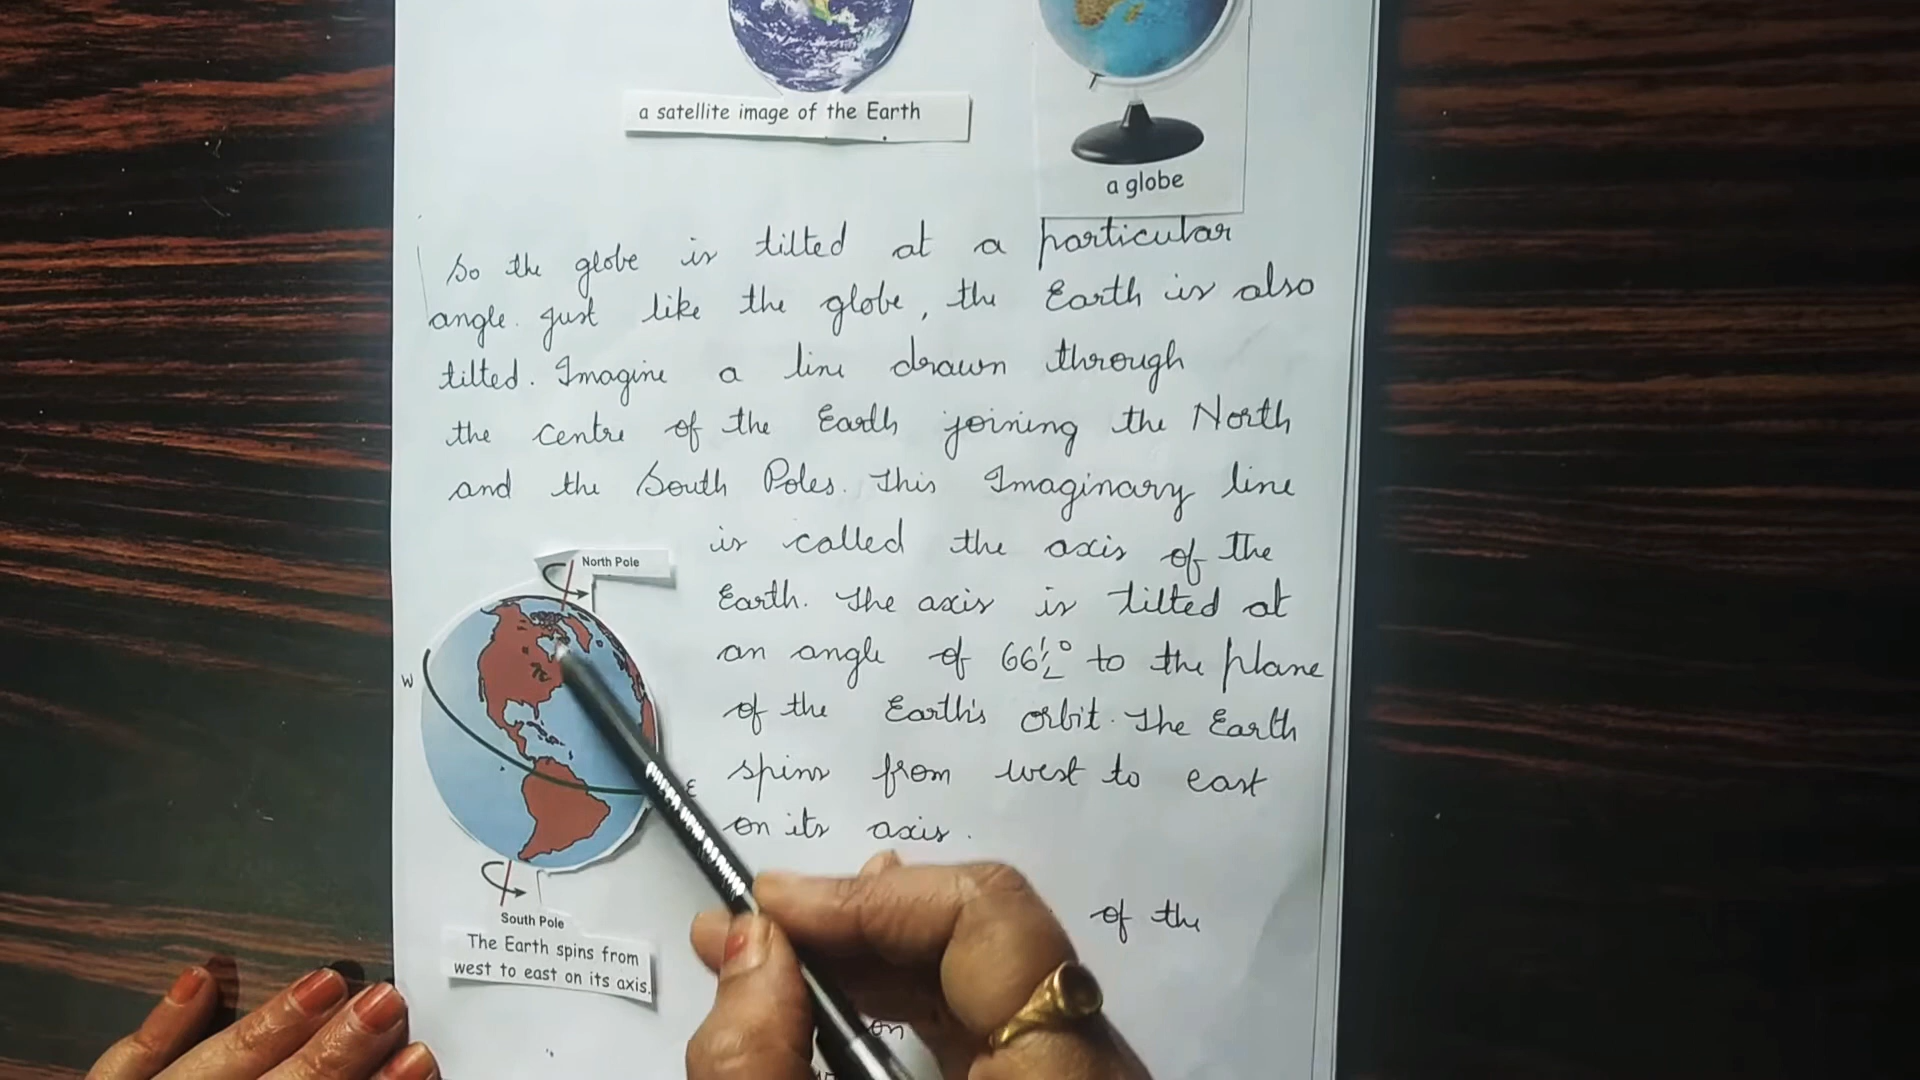 a satellite image of the Earth
a globe
So the globe is tilted at a particular
angle. Just like the globe, the Earth is also
tilted. Imagine a line drawn through
the centre of the Earth joining the North
and the South Poles. This Imaginary line
is called the axis of the
Earth. The axis is tilted at
an angle of 66½° to the plane
of the Earth's orbit. The Earth
spins from west to east
on its axis.
North Pole
W
E
South Pole
The Earth spins from
west to east on its axis.
of the
on